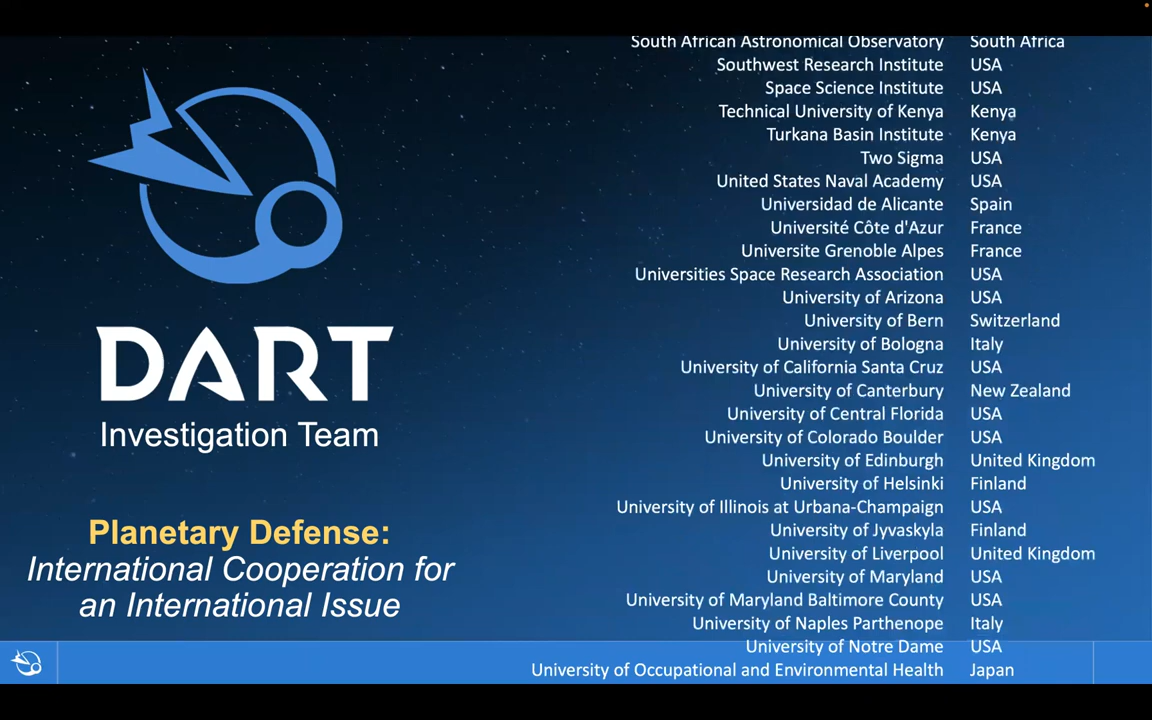 DART
Investigation Team
Planetary Defense:
International Cooperation for
an International Issue
South African Astronomical Observatory South Africa
Southwest Research Institute USA
Space Science Institute USA
Technical University of Kenya Kenya
Turkana Basin Institute Kenya
Two Sigma USA
United States Naval Academy USA
Universidad de Alicante Spain
Université Côte d'Azur France
Universite Grenoble Alpes France
Universities Space Research Association USA
University of Arizona USA
University of Bern Switzerland
University of Bologna Italy
University of California Santa Cruz USA
University of Canterbury New Zealand
University of Central Florida USA
University of Colorado Boulder USA
University of Edinburgh United Kingdom
University of Helsinki Finland
University of Illinois at Urbana-Champaign USA
University of Jyvaskyla Finland
University of Liverpool United Kingdom
University of Maryland USA
University of Maryland Baltimore County USA
University of Naples Parthenope Italy
University of Notre Dame USA
University of Occupational and Environmental Health Japan